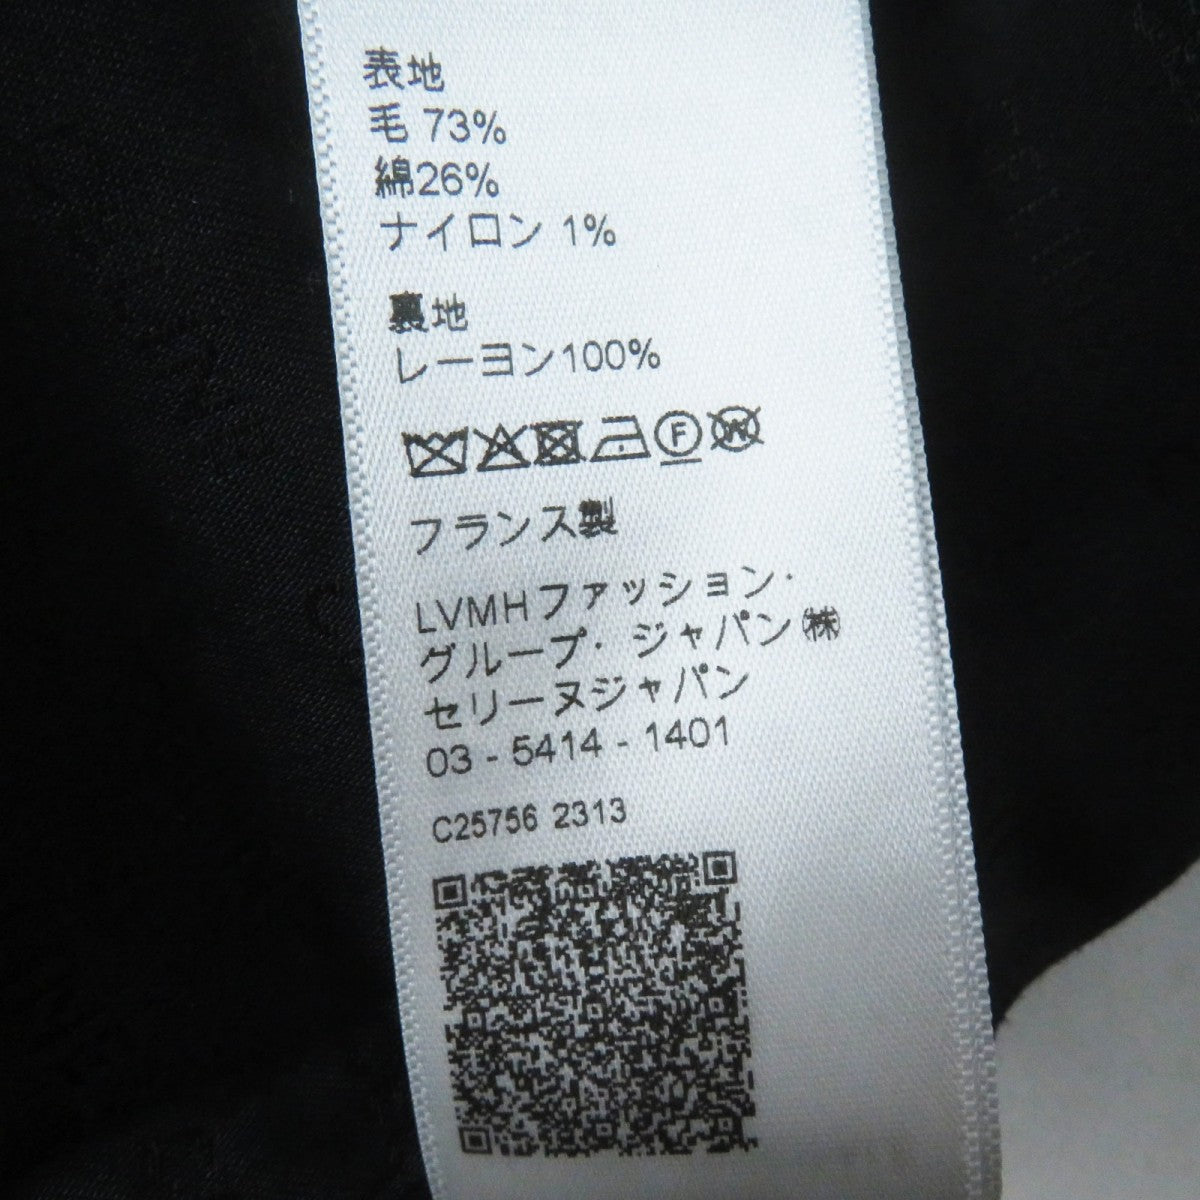 表地
毛 73%
綿26%
ナイロン 1%
裏地
レーヨン100%
F W
フランス製
LVMHファッション・
グループ・ジャパン㈱
セリーヌジャパン
03 - 5414 - 1401
C25756 2313